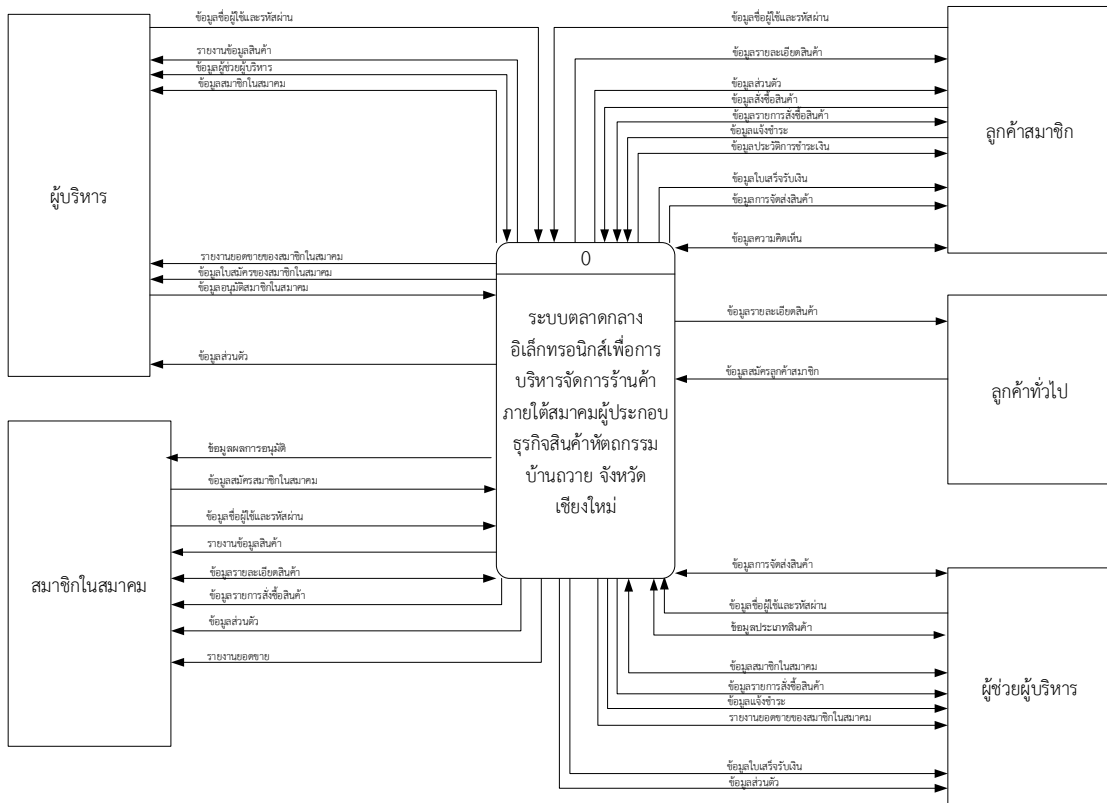 ข้อมูลชื่อผู้ใช้และรหัสผ่าน
รายงานข้อมูลสินค้า
ข้อมูลผู้ช่วยผู้บริหาร
ข้อมูลสมาชิกในสมาคม
ผู้บริหาร
รายงานยอดขายของสมาชิกในสมาคม
ข้อมูลใบสมัครของสมาชิกในสมาคม
ข้อมูลอนุมัติสมาชิกในสมาคม
ข้อมูลส่วนตัว
ข้อมูลชื่อผู้ใช้และรหัสผ่าน
ข้อมูลรายละเอียดสินค้า
ข้อมูลส่วนตัว
ข้อมูลสั่งซื้อสินค้า
ข้อมูลรายการสั่งซื้อสินค้า
ข้อมูลแจ้งชำระ
ข้อมูลประวัติการชำระเงิน
ข้อมูลใบเสร็จรับเงิน
ข้อมูลการจัดส่งสินค้า
ข้อมูลความคิดเห็น
ลูกค้าสมาชิก
0
ระบบตลาดกลาง
อิเล็กทรอนิกส์เพื่อการ
บริหารจัดการร้านค้า
ภายใต้สมาคมผู้ประกอบ
ธุรกิจสินค้าหัตถกรรม
บ้านถวาย จังหวัด
เชียงใหม่
ข้อมูลรายละเอียดสินค้า
ข้อมูลสมัครลูกค้าสมาชิก
ลูกค้าทั่วไป
ข้อมูลผลการอนุมัติ
ข้อมูลสมัครสมาชิกในสมาคม
ข้อมูลชื่อผู้ใช้และรหัสผ่าน
รายงานข้อมูลสินค้า
ข้อมูลรายละเอียดสินค้า
ข้อมูลรายการสั่งซื้อสินค้า
ข้อมูลส่วนตัว
รายงานยอดขาย
สมาชิกในสมาคม
ข้อมูลการจัดส่งสินค้า
ข้อมูลชื่อผู้ใช้และรหัสผ่าน
ข้อมูลประเภทสินค้า
ข้อมูลสมาชิกในสมาคม
ข้อมูลรายการสั่งซื้อสินค้า
ข้อมูลแจ้งชำระ
รายงานยอดขายของสมาชิกในสมาคม
ข้อมูลใบเสร็จรับเงิน
ข้อมูลส่วนตัว
ผู้ช่วยผู้บริหาร